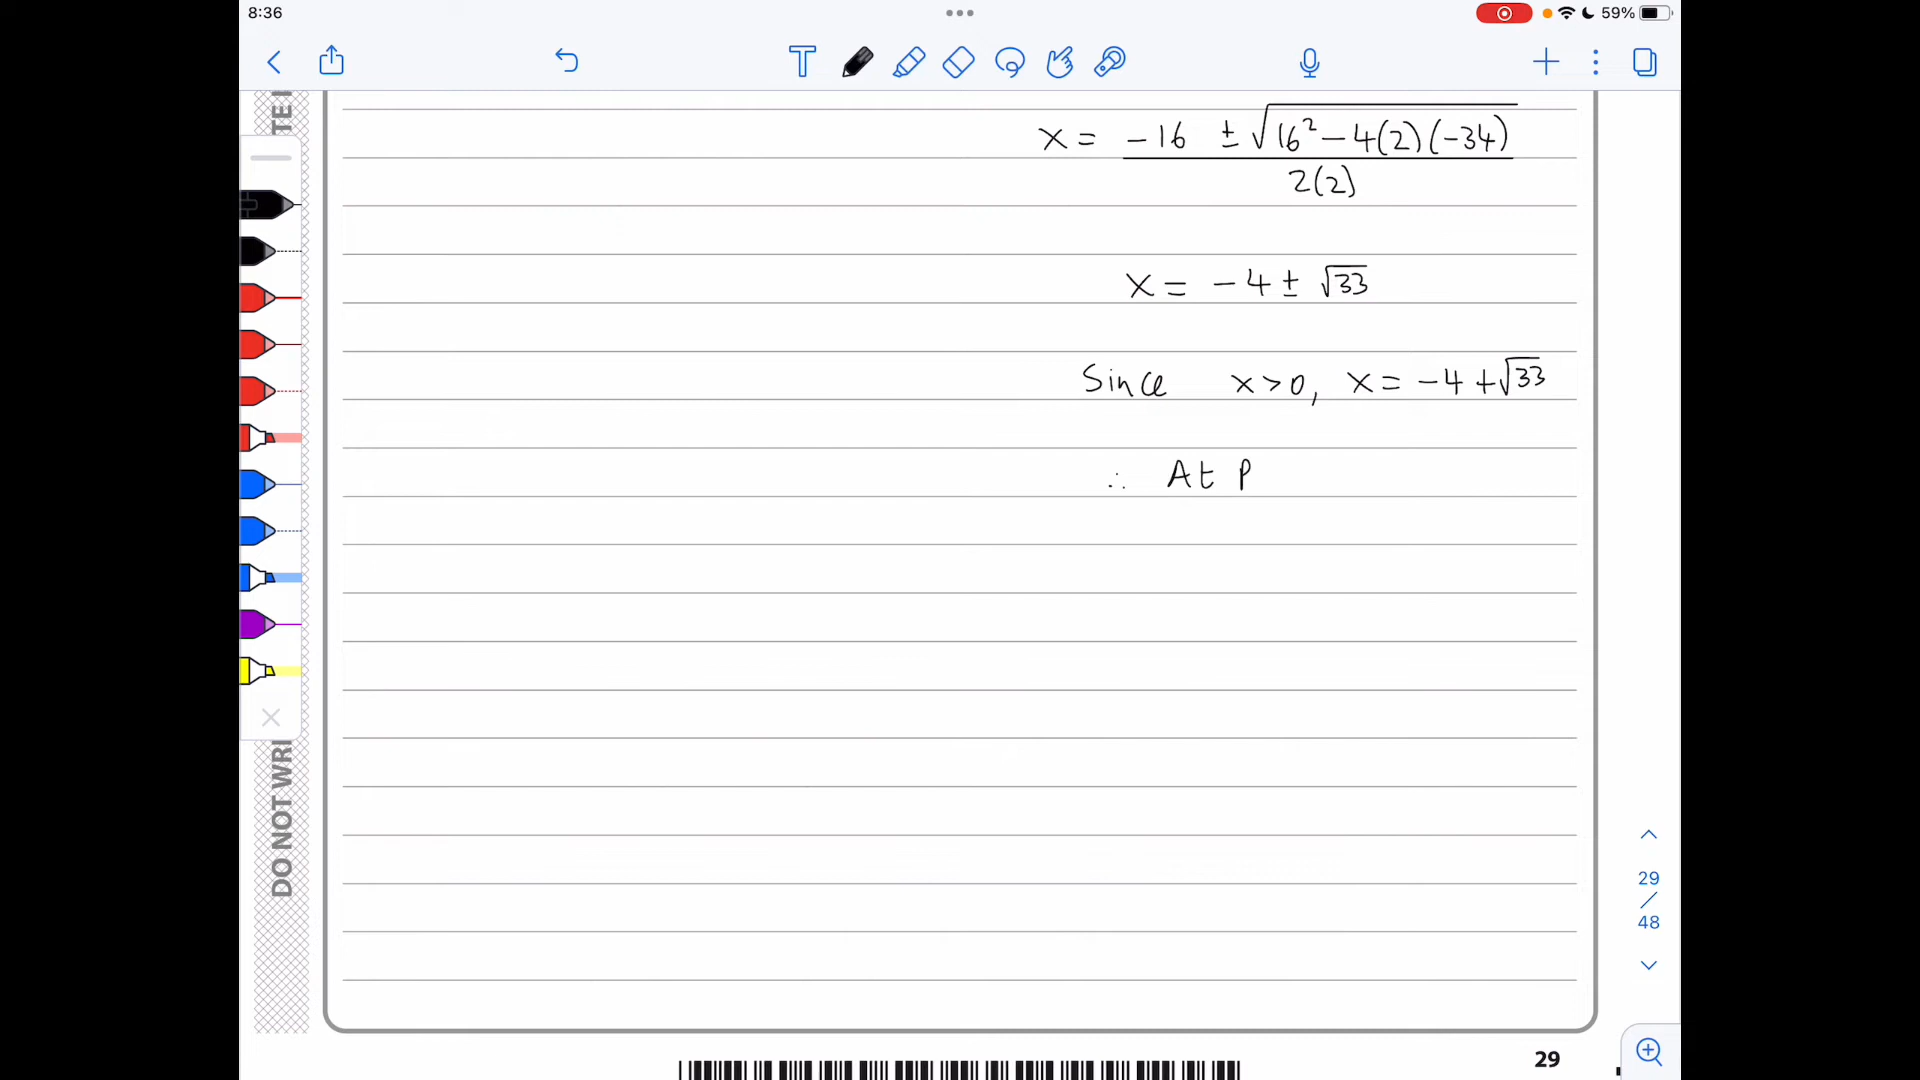 8:36
59%
TE I
x = -16 ± √16² - 4(2)(-34)
2(2)
x = -4 ± √33
Since x > 0, x = -4 + √33
∴ At P
DO NOT WRI
29
48
29